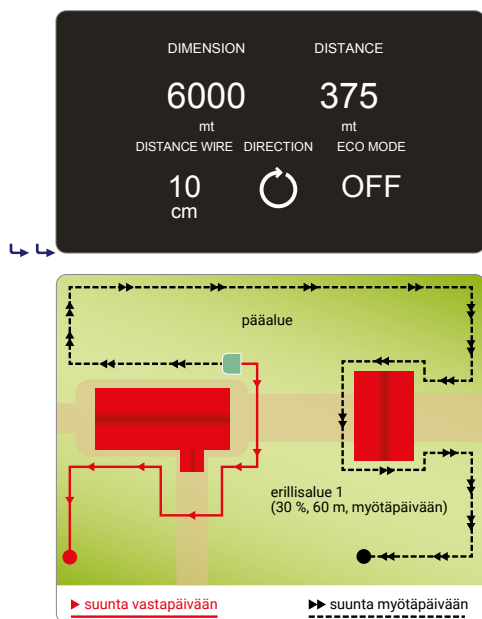 DIMENSION DISTANCE
6000 375
mt mt
DISTANCE WIRE DIRECTION ECO MODE
10 OFF
cm
pääalue
erillisalue 1
(30 %, 60 m, myötäpäivään)
suunta vastapäivään suunta myötäpäivään